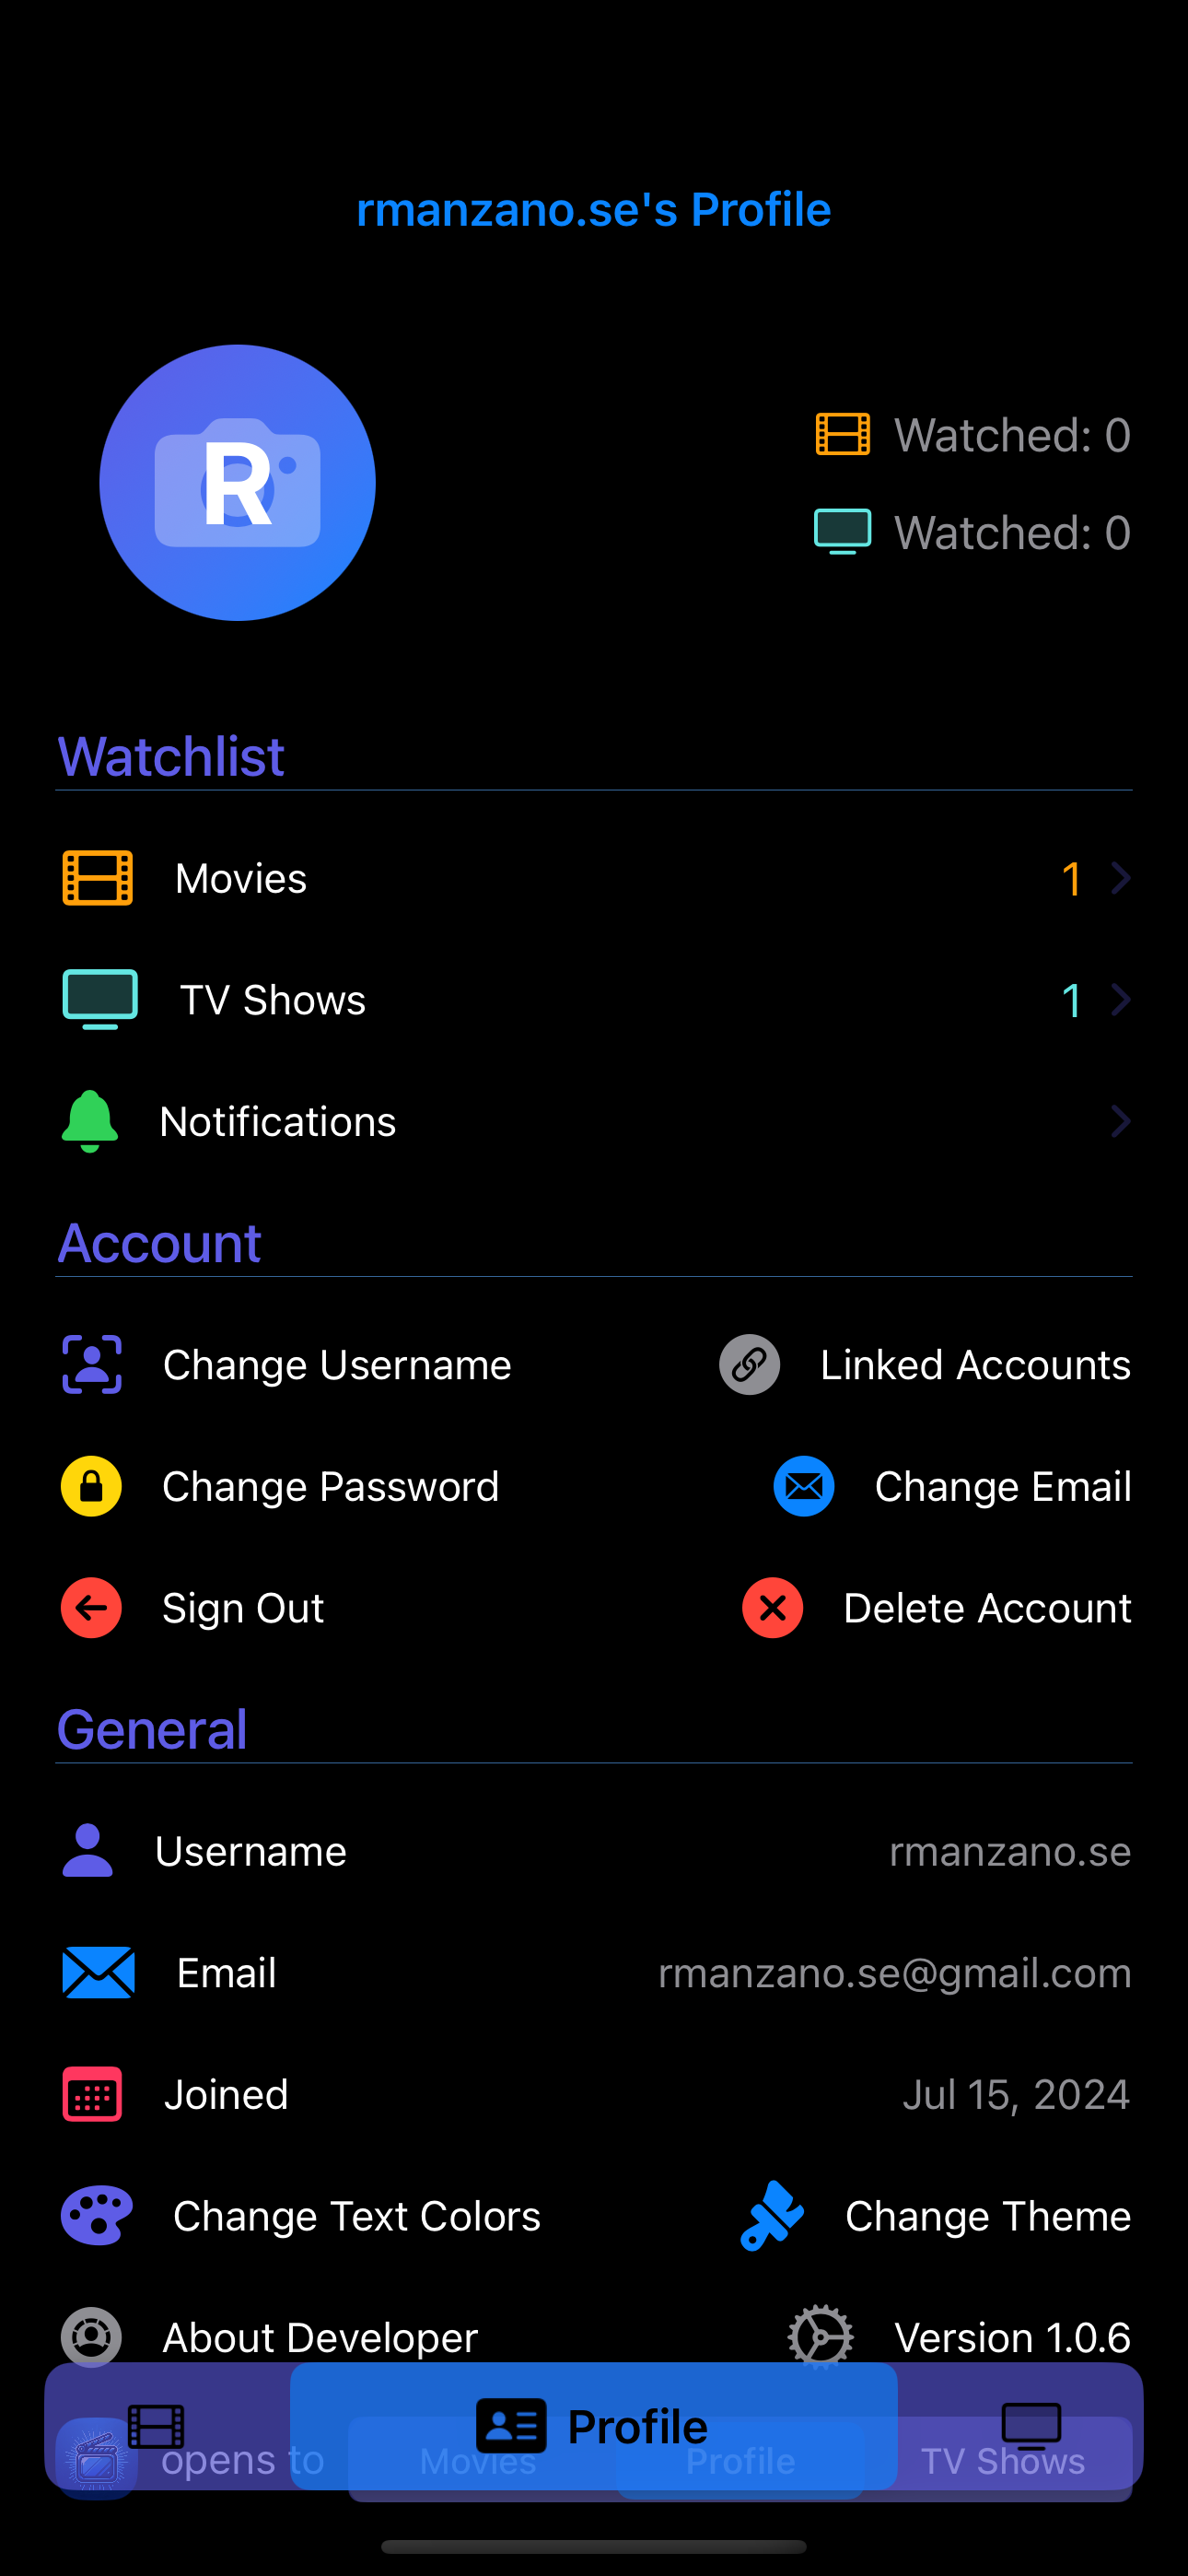 rmanzano.se's Profile
R
Watched: 0
Watched: 0
Watchlist
Movies 1
TV Shows 1
Notifications
Account
Change Username Linked Accounts
Change Password Change Email
Sign Out Delete Account
General
Username rmanzano.se
Email rmanzano.se@gmail.com
Joined Jul 15, 2024
Change Text Colors Change Theme
About Developer Version 1.0.6
Profile
opens to Movies Profile TV Shows